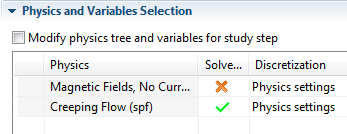 Physics and Variables Selection
Modify physics tree and variables for study step
Physics Solve... Discretization
Magnetic Fields, No Curr... Physics settings
Creeping Flow (spf) Physics settings